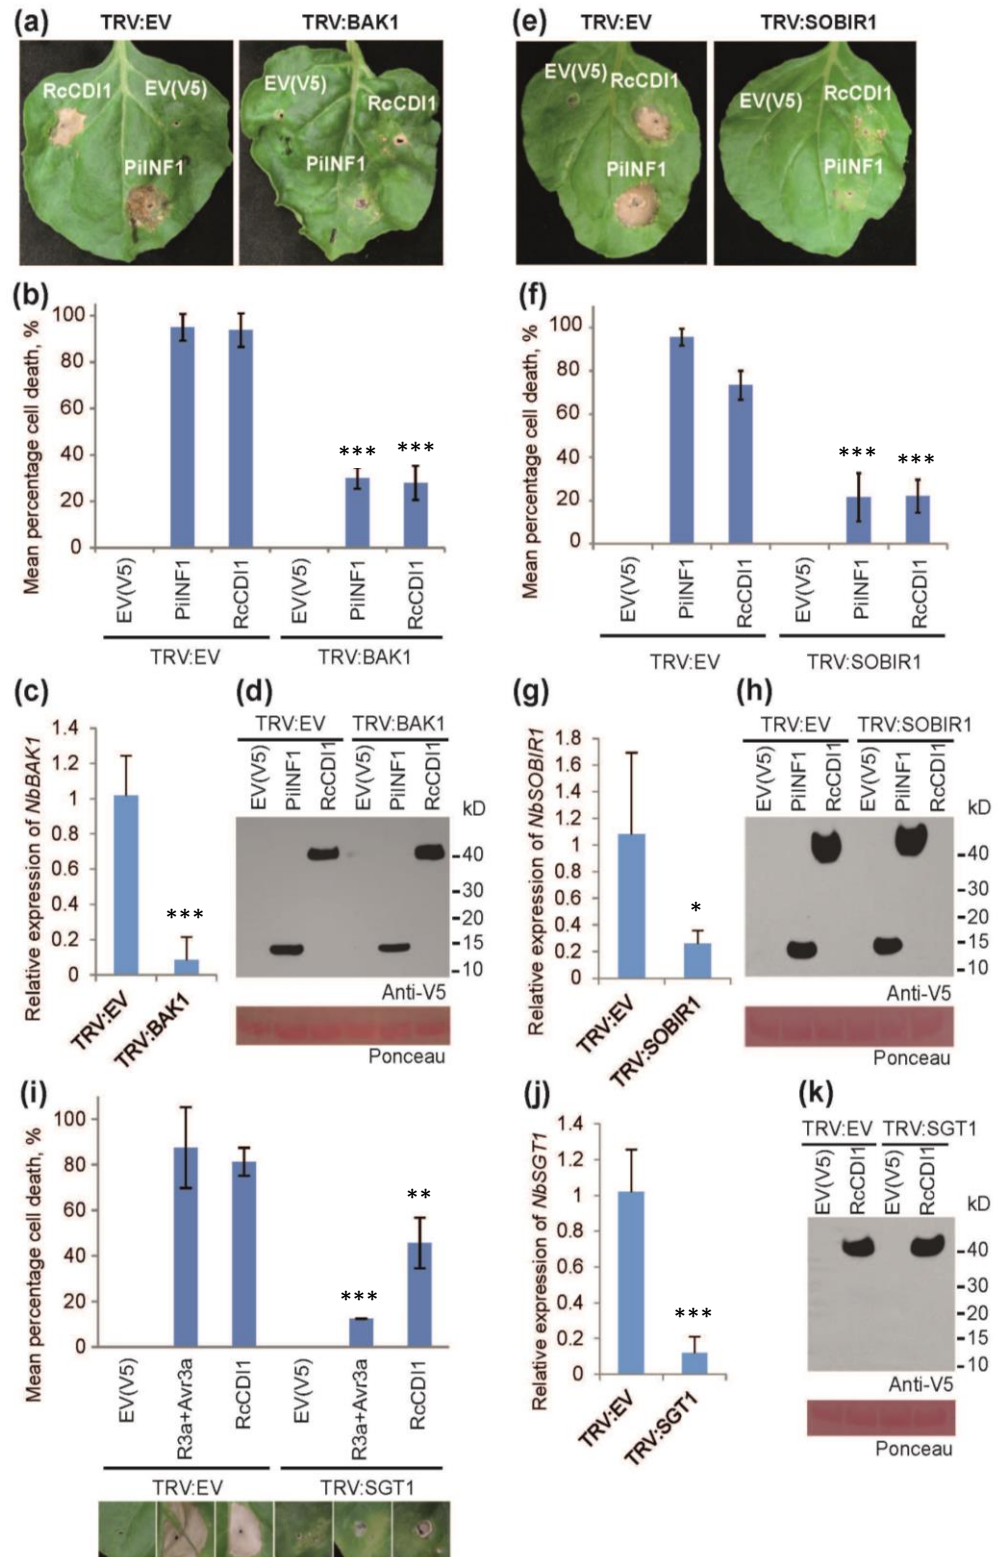 (a) TRV:EV TRV:BAK1
RcCDI1 EV(V5) PiINF1
EV(V5) RcCDI1 PiINF1
(e) TRV:EV TRV:SOBIR1
EV(V5) RcCDI1 PiINF1
EV(V5) RcCDI1 PiINF1
(b)
Mean percentage cell death, %
100
80
60
40
20
0
*** ***
EV(V5) PiINF1 RcCDI1 EV(V5) PiINF1 RcCDI1
TRV:EV TRV:BAK1
(f)
Mean percentage cell death, %
100
80
60
40
20
0
*** ***
EV(V5) PiINF1 RcCDI1 EV(V5) PiINF1 RcCDI1
TRV:EV TRV:SOBIR1
(c)
Relative expression of NbBAK1
1.4
1.2
1
0.8
0.6
0.4
0.2
0
***
TRV:EV TRV:BAK1
(d)
TRV:EV TRV:BAK1
EV(V5) PiINF1 RcCDI1 EV(V5) PiINF1 RcCDI1
kD
-40
-30
-20
-15
-10
Anti-V5
Ponceau
(g)
Relative expression of NbSOBIR1
1.8
1.6
1.4
1.2
1
0.8
0.6
0.4
0.2
0
*
TRV:EV TRV:SOBIR1
(h)
TRV:EV TRV:SOBIR1
EV(V5) PiINF1 RcCDI1 EV(V5) PiINF1 RcCDI1
kD
-40
-30
-20
-15
-10
Anti-V5
Ponceau
(i)
Mean percentage cell death, %
100
80
60
40
20
0
*** **
EV(V5) R3a+Avr3a RcCDI1 EV(V5) R3a+Avr3a RcCDI1
TRV:EV TRV:SGT1
(j)
Relative expression of NbSGT1
1.4
1.2
1
0.8
0.6
0.4
0.2
0
***
TRV:EV TRV:SGT1
(k)
TRV:EV TRV:SGT1
EV(V5) RcCDI1 EV(V5) RcCDI1
kD
-40
-30
-20
-15
-10
Anti-V5
Ponceau